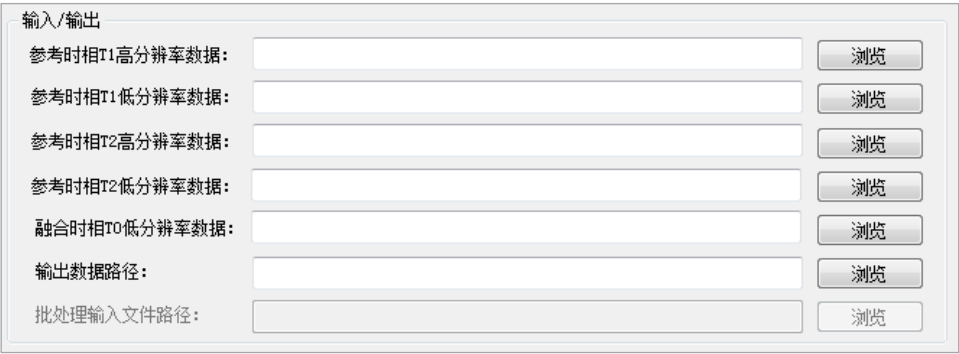 输入/输出
参考时相T1高分辨率数据： 浏览
参考时相T1低分辨率数据： 浏览
参考时相T2高分辨率数据： 浏览
参考时相T2低分辨率数据： 浏览
融合时相T0低分辨率数据： 浏览
输出数据路径： 浏览
批处理输入文件路径： 浏览